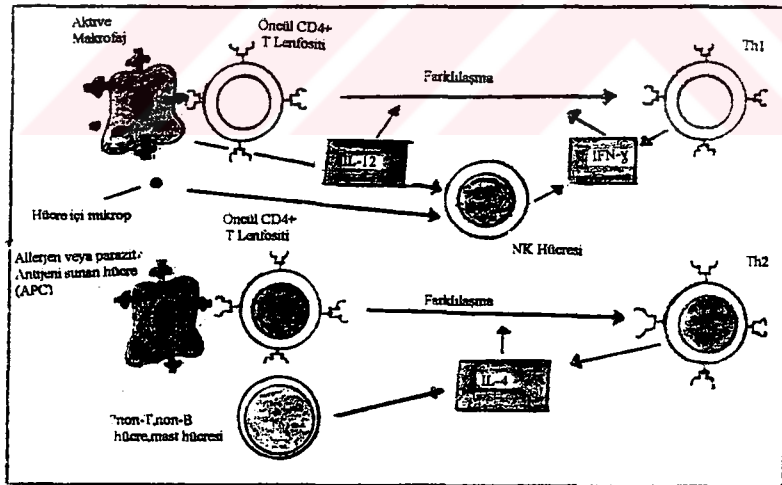 Aktive
Makrofaj
Öncül CD4+
T Lenfositi
Farklılaşma
Th1
IL-12
IFN-γ
Hücre içi mikrop
NK Hücresi
Öncül CD4+
T Lenfositi
Allerjen veya parazit
Antijeni sunan hücre
(APC)
Farklılaşma
Th2
IL-4
?non-T,non-B
hücre,mast hücresi